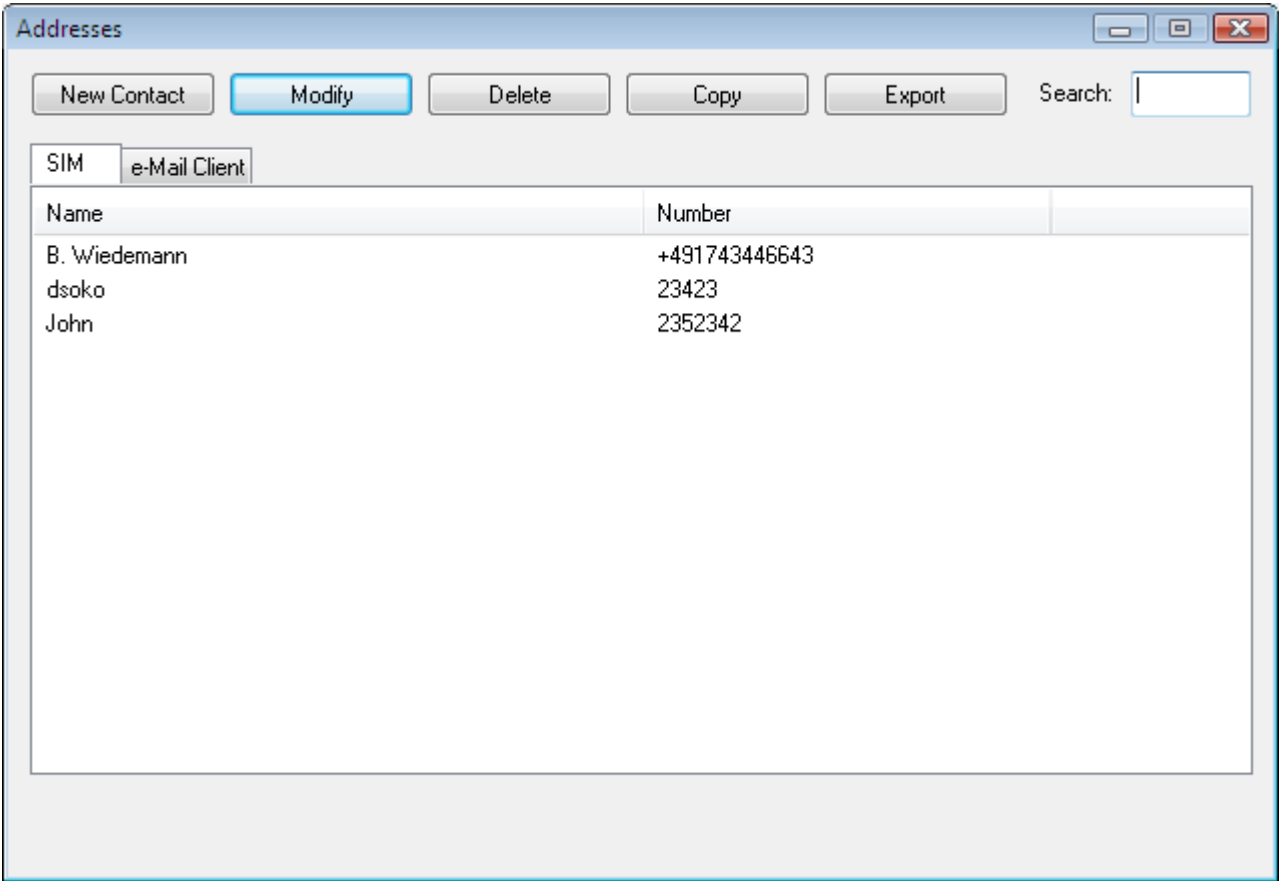 Addresses
New Contact Modify Delete Copy Export Search:
SIM e-Mail Client
Name Number
B. Wiedemann +491743446643
dsoko 23423
John 2352342